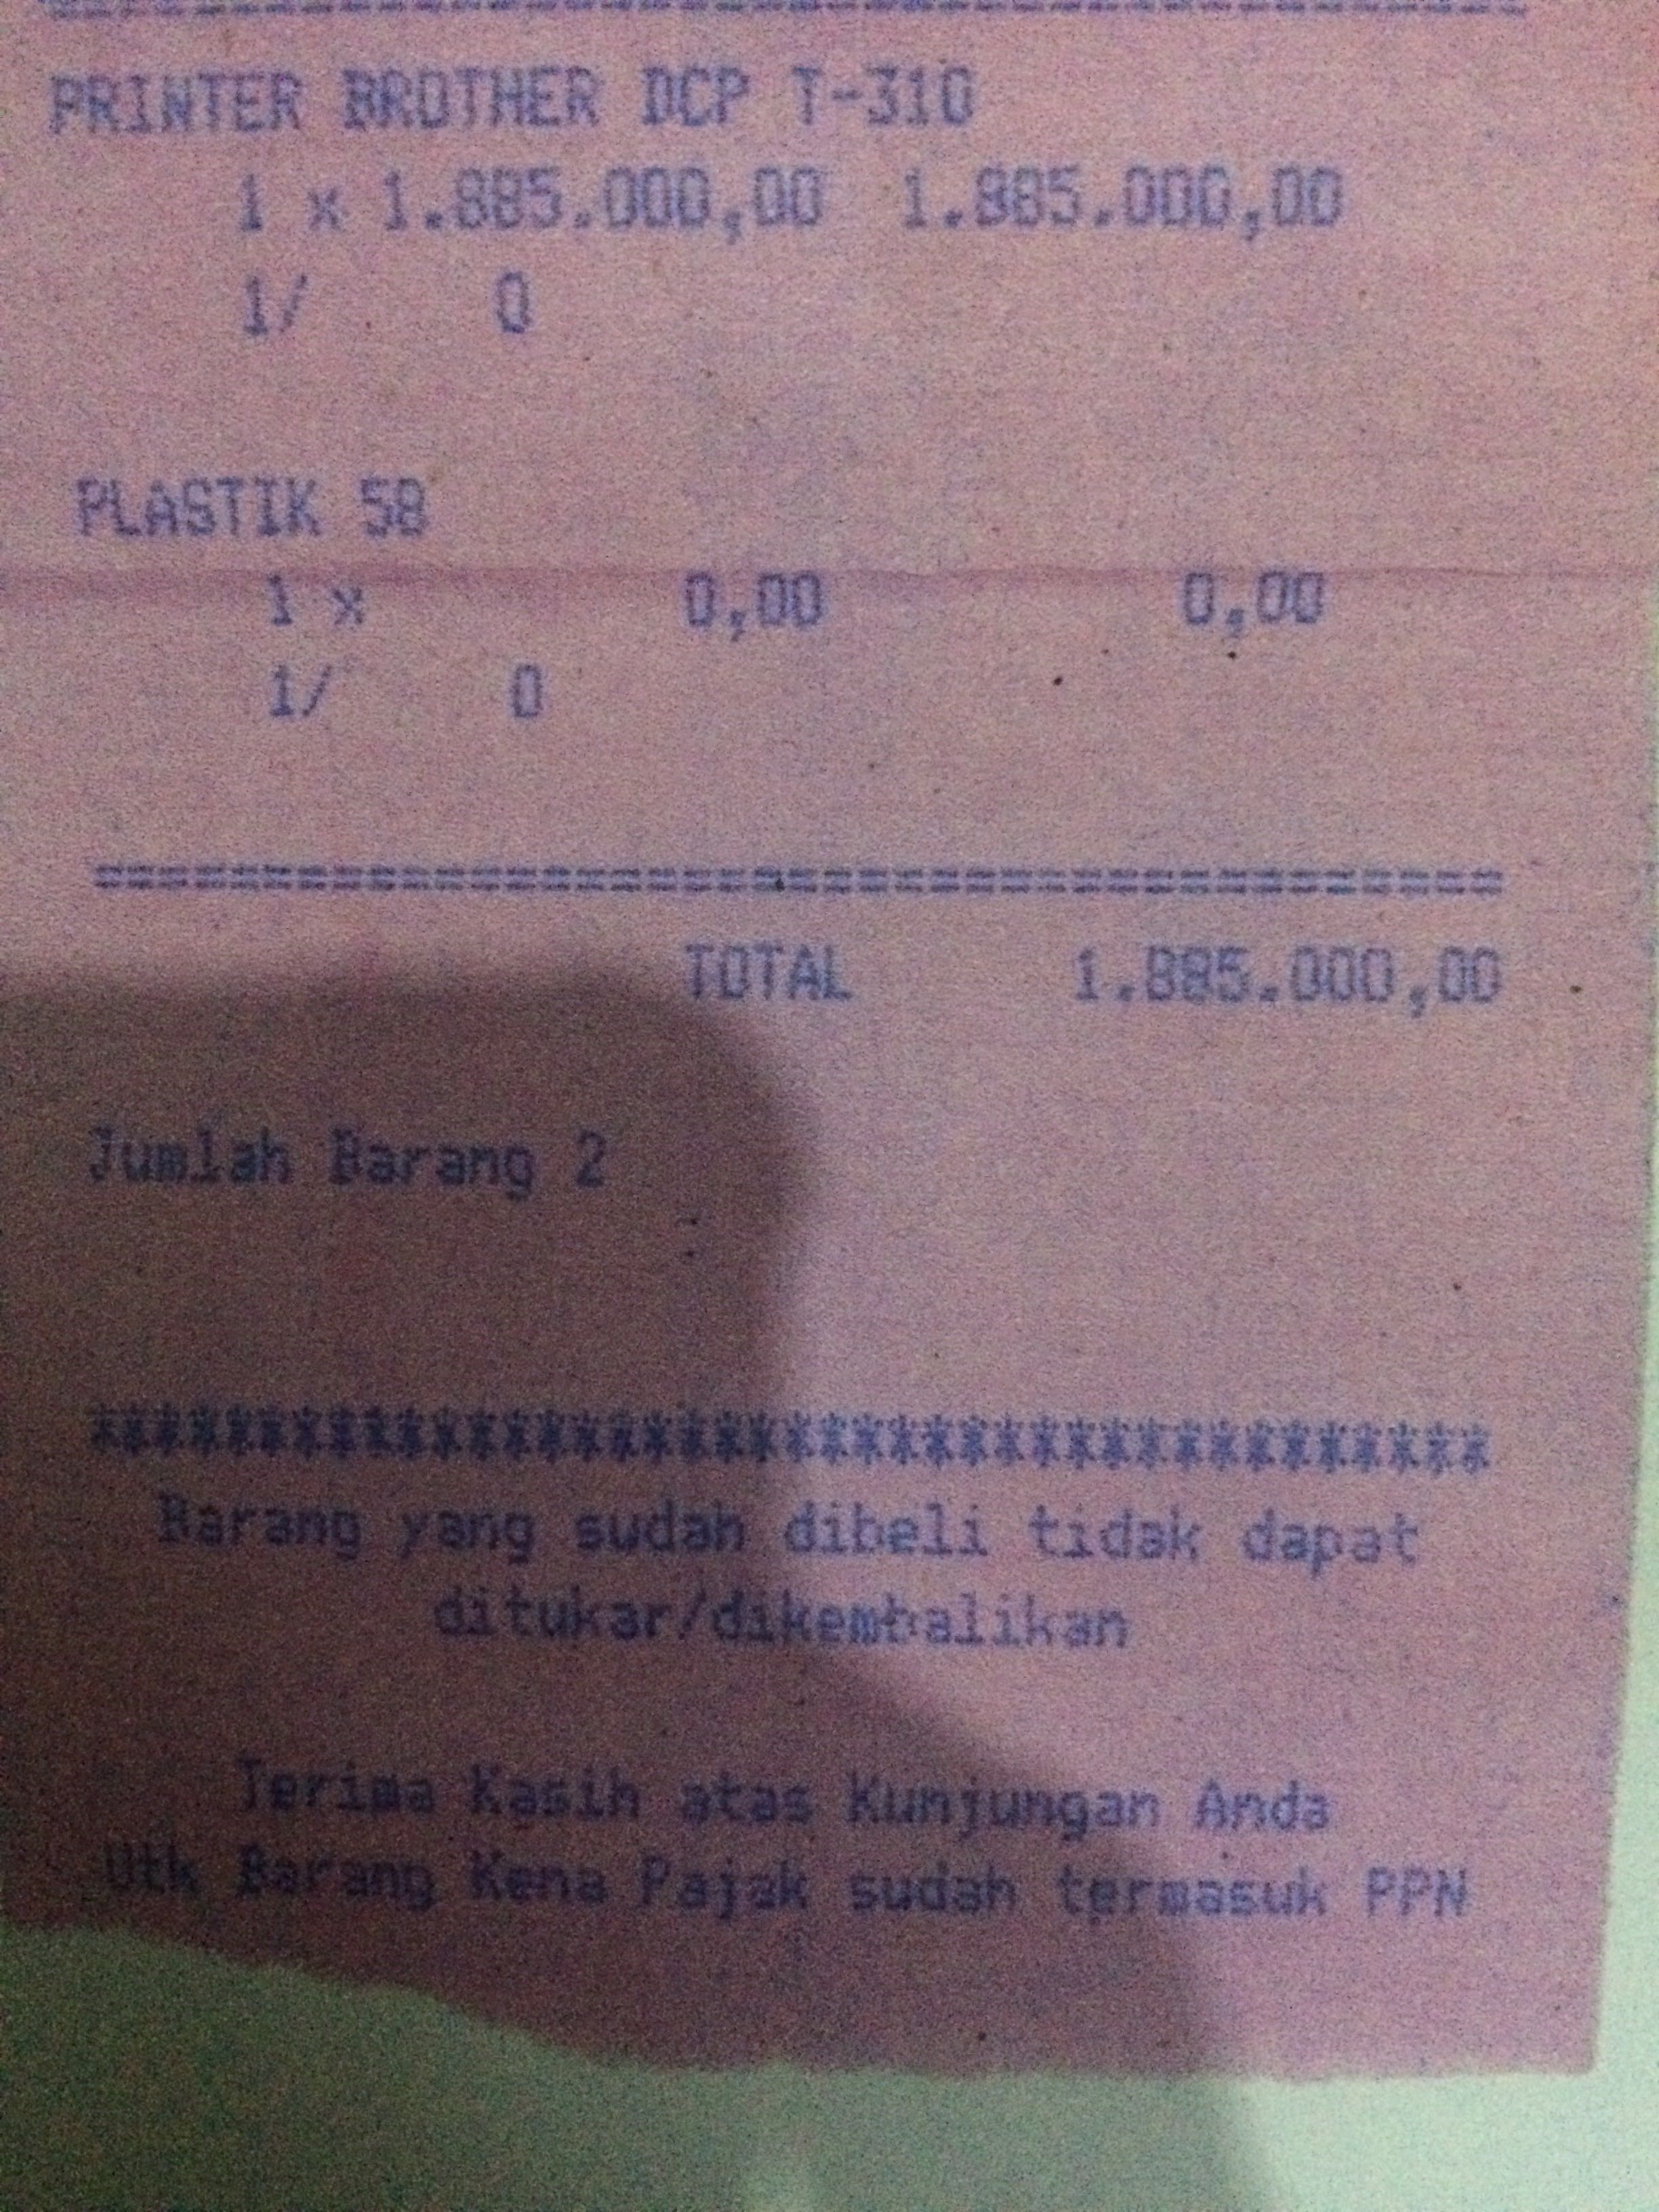 PRINTER BROTHER DCP T-310
1 x 1.885.000,00 1.885.000,00
1/ 0
PLASTIK 58
1 x 0,00 0,00
1/ 0
========================================
TOTAL 1.885.000,00
Jumlah Barang 2
****************************************
Barang yang sudah dibeli tidak dapat
ditukar/dikembalikan
Terima Kasih atas Kunjungan Anda
Utk Barang Kena Pajak sudah termasuk PPN